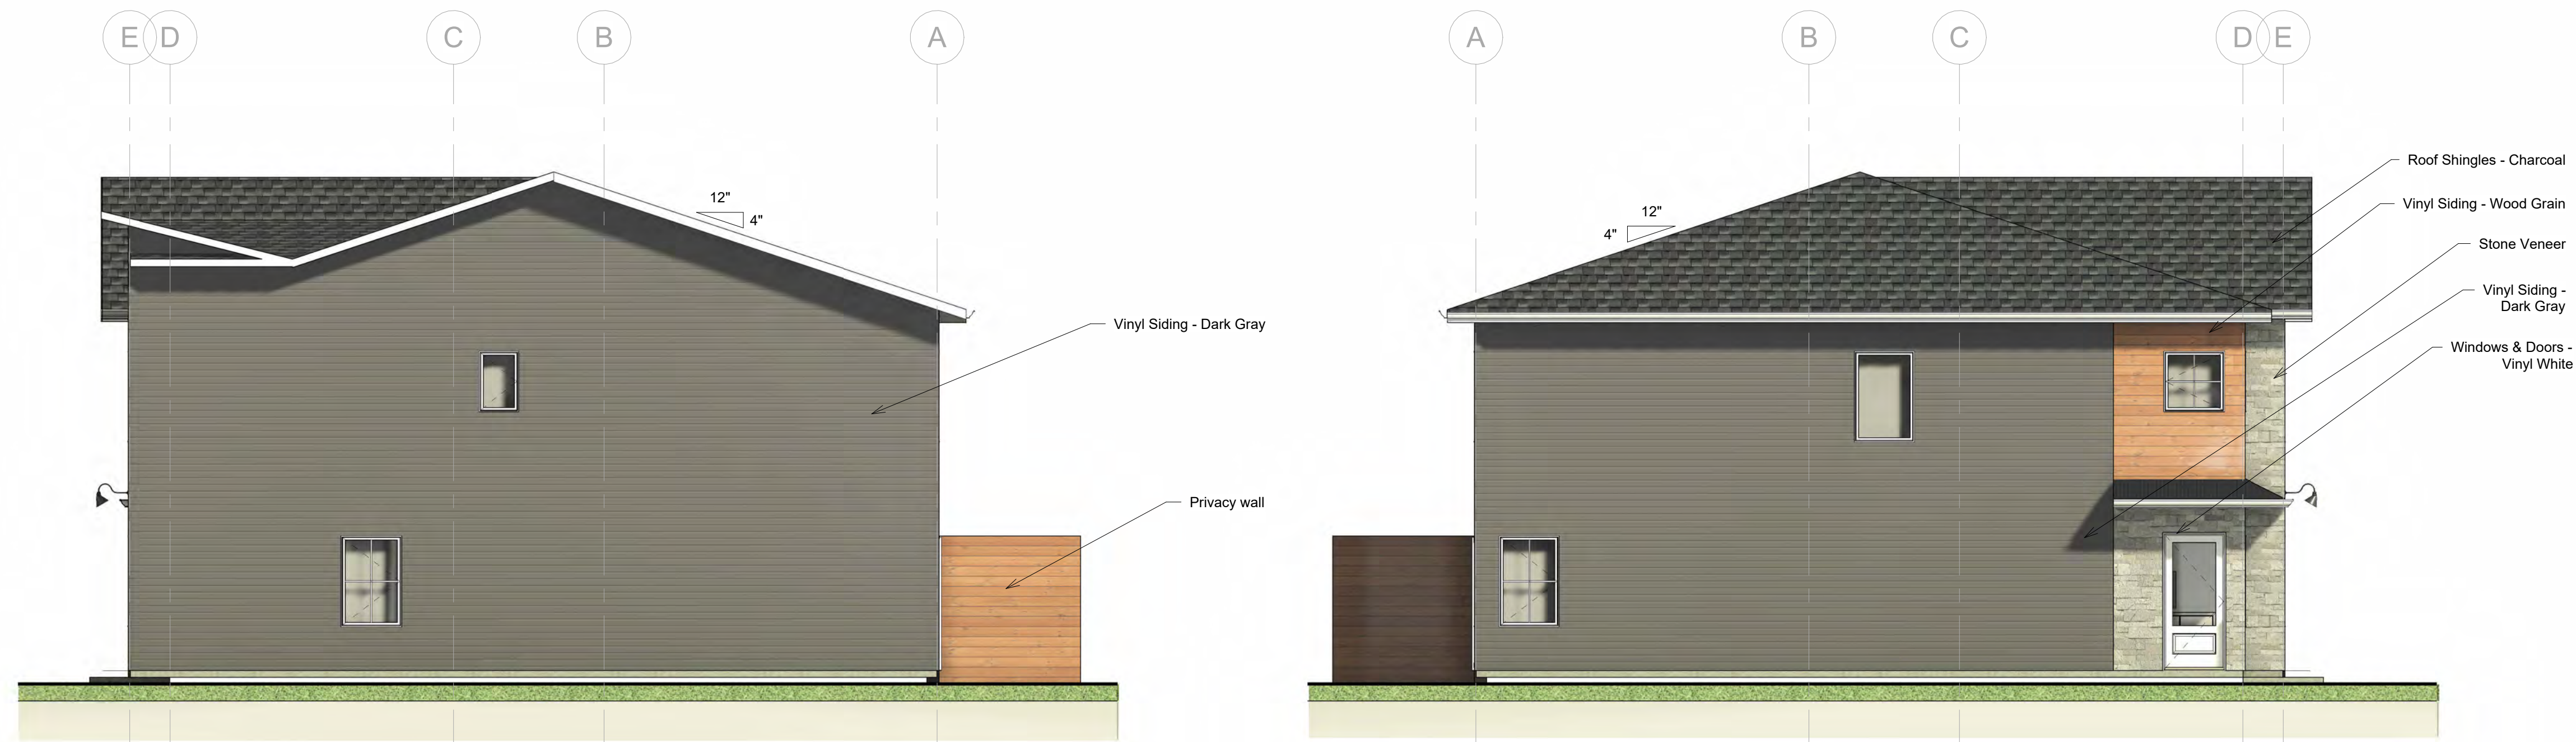 E D C B A
A B C D E
12"
4"
Vinyl Siding - Dark Gray
Privacy wall
12"
4"
Roof Shingles - Charcoal
Vinyl Siding - Wood Grain
Stone Veneer
Vinyl Siding -
Dark Gray
Windows & Doors -
Vinyl White